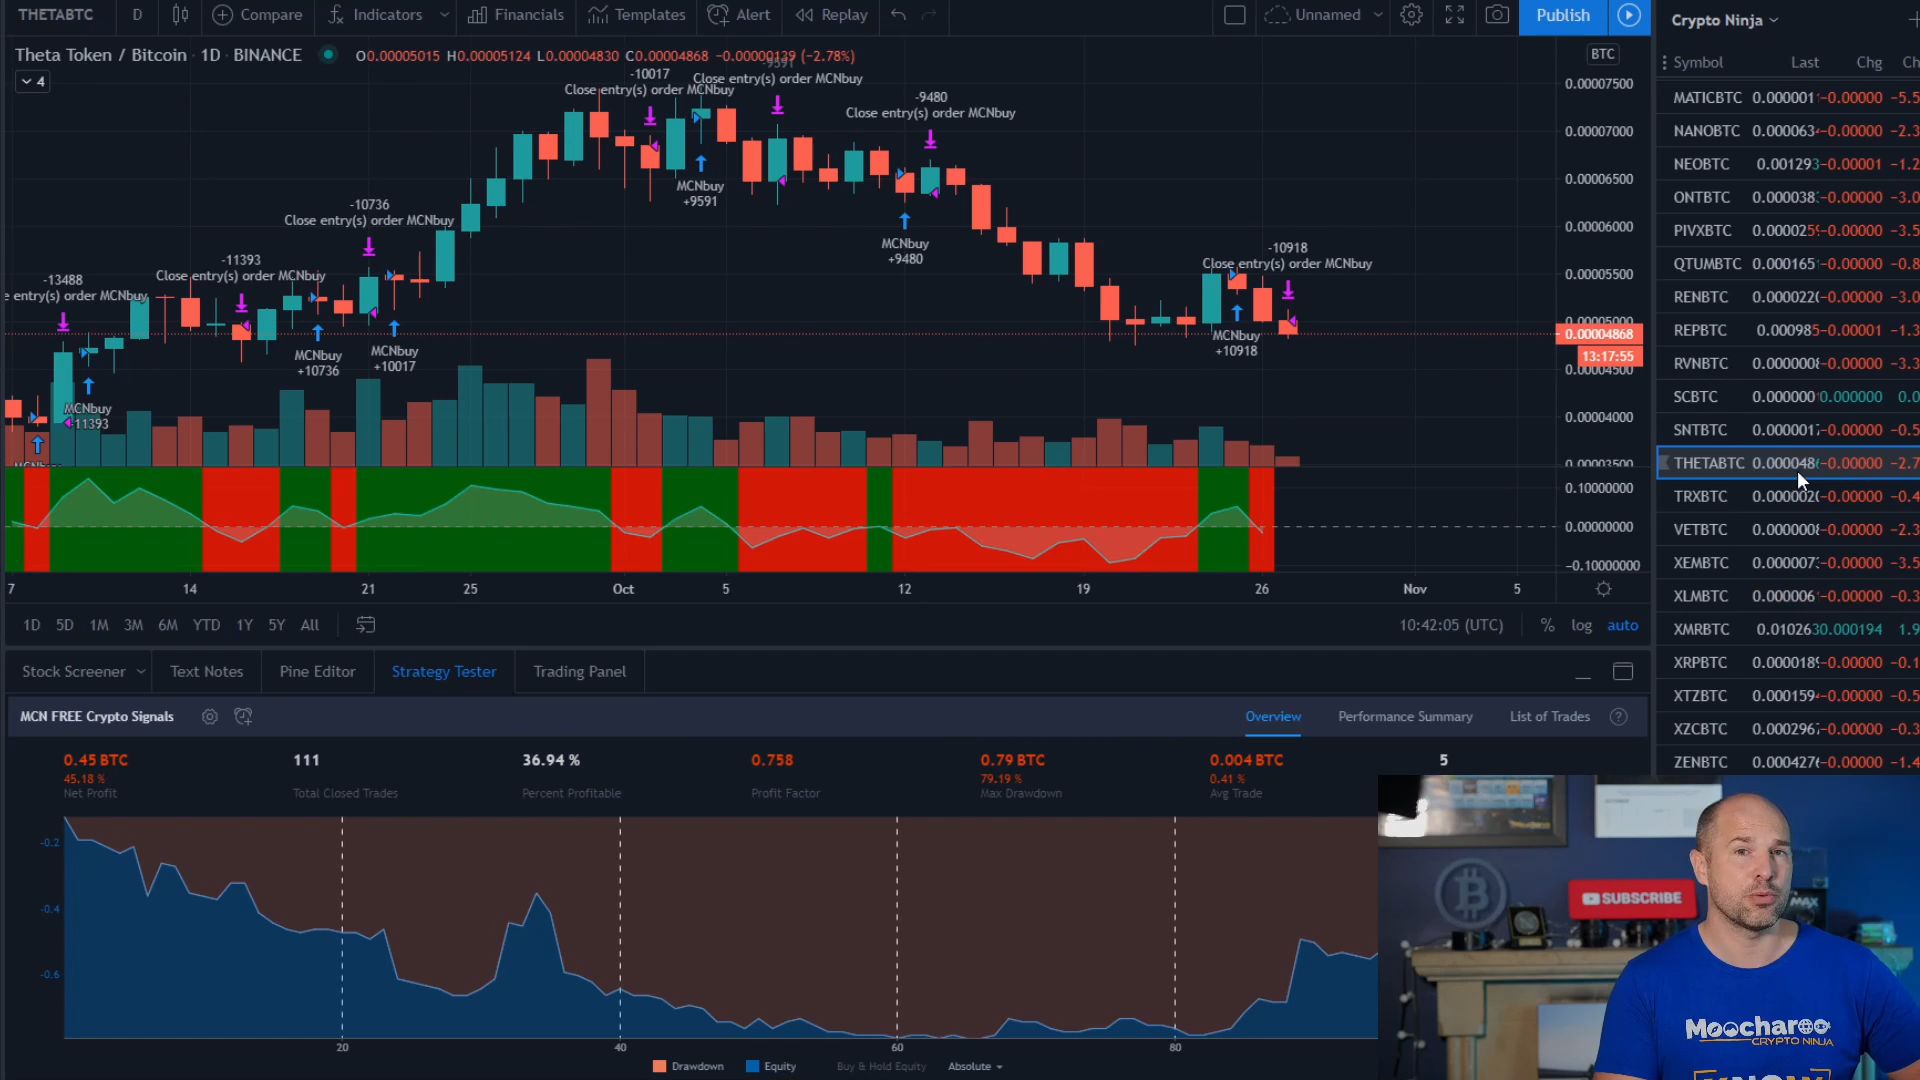 THETABTC D Compare Indicators Financials Templates Alert Replay Unnamed Publish
Theta Token / Bitcoin · 1D · BINANCE O0.00005015 H0.00005124 L0.00004830 C0.00004868 −0.00000139 (−2.78%)
4
BTC
0.00007500
0.00007000
0.00006500
0.00006000
0.00005500
0.00005000
0.00004868
13:17:55
0.00004500
0.00004000
0.00003500
0.10000000
0.00000000
−0.10000000
-13488
e entry(s) order MCNbuy
-11393
Close entry(s) order MCNbuy
-10736
Close entry(s) order MCNbuy
-10017
Close entry(s) order MCNbuy
-9591
Close entry(s) order MCNbuy
-9480
Close entry(s) order MCNbuy
-10918
Close entry(s) order MCNbuy
MCNbuy
+11393
MCNbuy
+10736
MCNbuy
+10017
MCNbuy
+9591
MCNbuy
+9480
MCNbuy
+10918
7 14 21 25 Oct 5 12 19 26 Nov 5
1D 5D 1M 3M 6M YTD 1Y 5Y All 10:42:05 (UTC) % log auto
Stock Screener Text Notes Pine Editor Strategy Tester Trading Panel
MCN FREE Crypto Signals Overview Performance Summary List of Trades
0.45 BTC 111 36.94 % 0.758 0.79 BTC 0.004 BTC 5
45.18 % 79.19 % 0.41 %
Net Profit Total Closed Trades Percent Profitable Profit Factor Max Drawdown Avg Trade
-0.2
-0.4
-0.6
20 40 60 80
Drawdown Equity Buy & Hold Equity Absolute
Crypto Ninja
Symbol Last Chg Ch
MATICBTC 0.000001 −0.00000 −5.5
NANOBTC 0.000063 −0.00000 −2.3
NEOBTC 0.001293 −0.00001 −1.2
ONTBTC 0.000038 −0.00000 −3.0
PIVXBTC 0.000025 −0.00000 −3.5
QTUMBTC 0.000165 −0.00000 −0.8
RENBTC 0.000022 −0.00000 −3.0
REPBTC 0.000985 −0.00001 −1.3
RVNBTC 0.000000 −0.00000 −3.3
SCBTC 0.000000 0.000000 0.0
SNTBTC 0.000001 −0.00000 −0.5
THETABTC 0.000048 −0.00000 −2.7
TRXBTC 0.000002 −0.00000 −0.4
VETBTC 0.000000 −0.00000 −2.3
XEMBTC 0.000007 −0.00000 −3.5
XLMBTC 0.000006 −0.00000 −0.3
XMRBTC 0.010263 0.000194 1.9
XRPBTC 0.000018 −0.00000 −0.1
XTZBTC 0.000159 −0.00000 −0.5
XZCBTC 0.000296 −0.00000 −0.3
ZENBTC 0.000427 −0.00000 −1.4
SUBSCRIBE
MAX
Moocharoo
CRYPTO NINJA